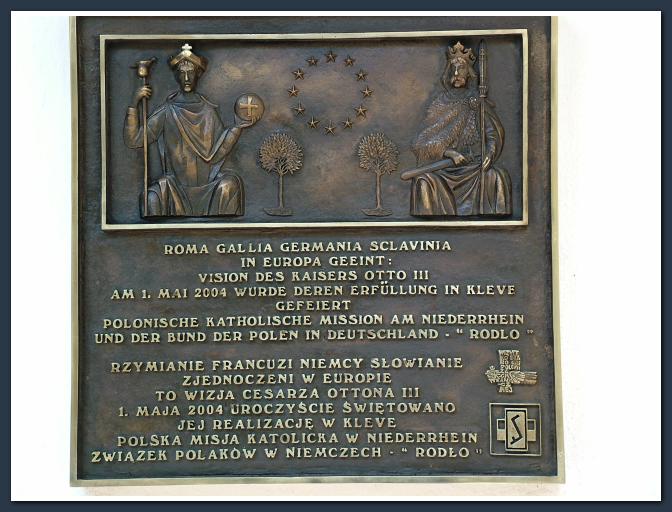 ROMA GALLIA GERMANIA SCLAVINIA
IN EUROPA GEEINT:
VISION DES KAISERS OTTO III
AM 1. MAI 2004 WURDE DEREN ERFÜLLUNG IN KLEVE
GEFEIERT
POLONISCHE KATHOLISCHE MISSION AM NIEDERRHEIN
UND DER BUND DER POLEN IN DEUTSCHLAND - “ RODŁO ”
RZYMIANIE FRANCUZI NIEMCY SŁOWIANIE
ZJEDNOCZENI W EUROPIE
TO WIZJA CESARZA OTTONA III
1. MAJA 2004 UROCZYŚCIE ŚWIĘTOWANO
JEJ REALIZACJĘ W KLEVE
POLSKA MISJA KATOLICKA W NIEDERRHEIN
ZWIĄZEK POLAKÓW W NIEMCZECH - “ RODŁO ”